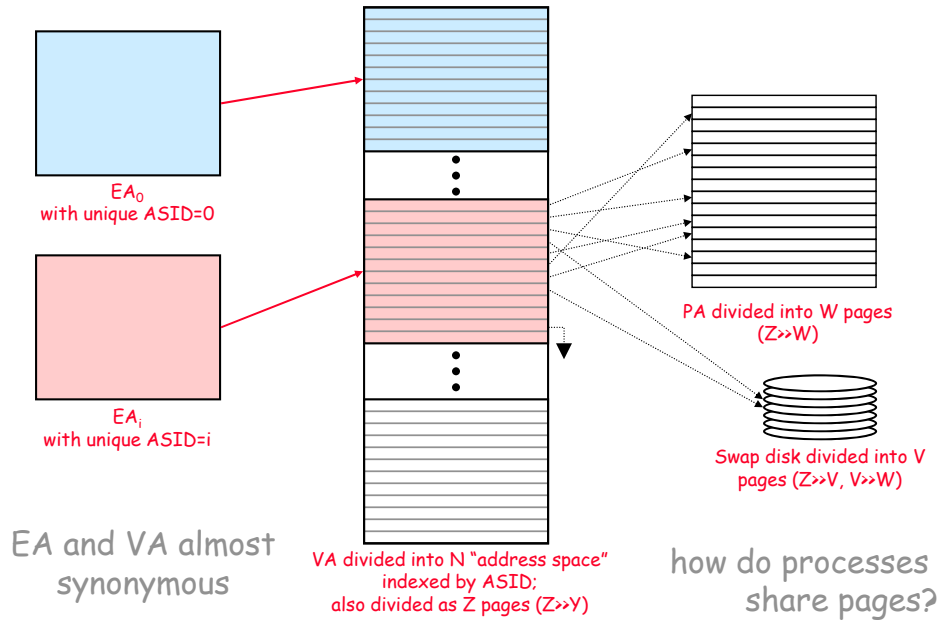 EA₀
with unique ASID=0
EAᵢ
with unique ASID=i
EA and VA almost
synonymous
VA divided into N “address space”
indexed by ASID;
also divided as Z pages (Z>>Y)
PA divided into W pages
(Z>>W)
Swap disk divided into V
pages (Z>>V, V>>W)
how do processes
share pages?